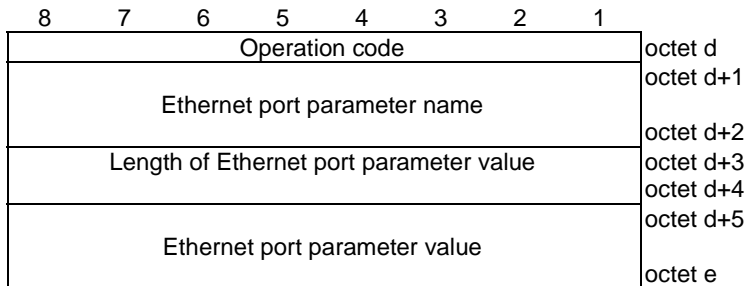 8 7 6 5 4 3 2 1
Operation code octet d
octet d+1
Ethernet port parameter name
octet d+2
Length of Ethernet port parameter value octet d+3
octet d+4
octet d+5
Ethernet port parameter value
octet e